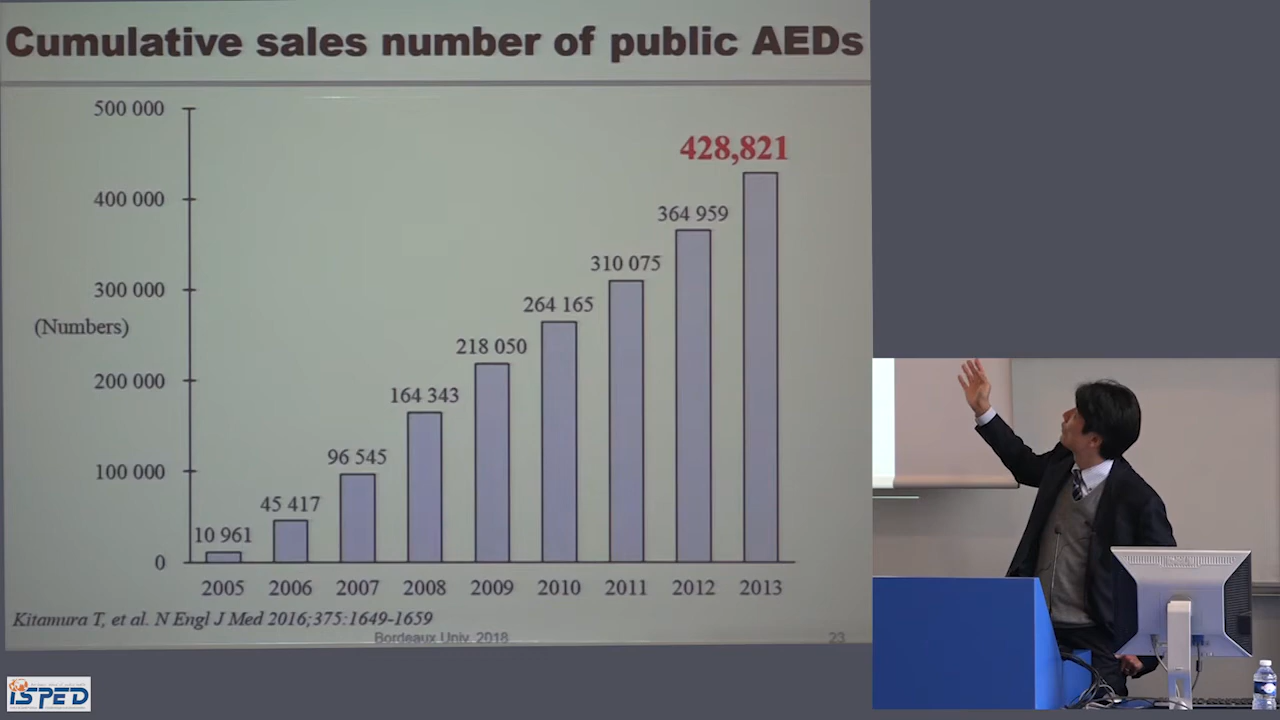 Cumulative sales number of public AEDs
500 000
400 000
300 000
(Numbers)
200 000
100 000
0
10 961
45 417
96 545
164 343
218 050
264 165
310 075
364 959
428,821
2005 2006 2007 2008 2009 2010 2011 2012 2013
Kitamura T, et al. N Engl J Med 2016;375:1649-1659
Bordeaux Univ. 2018
23
ISPED